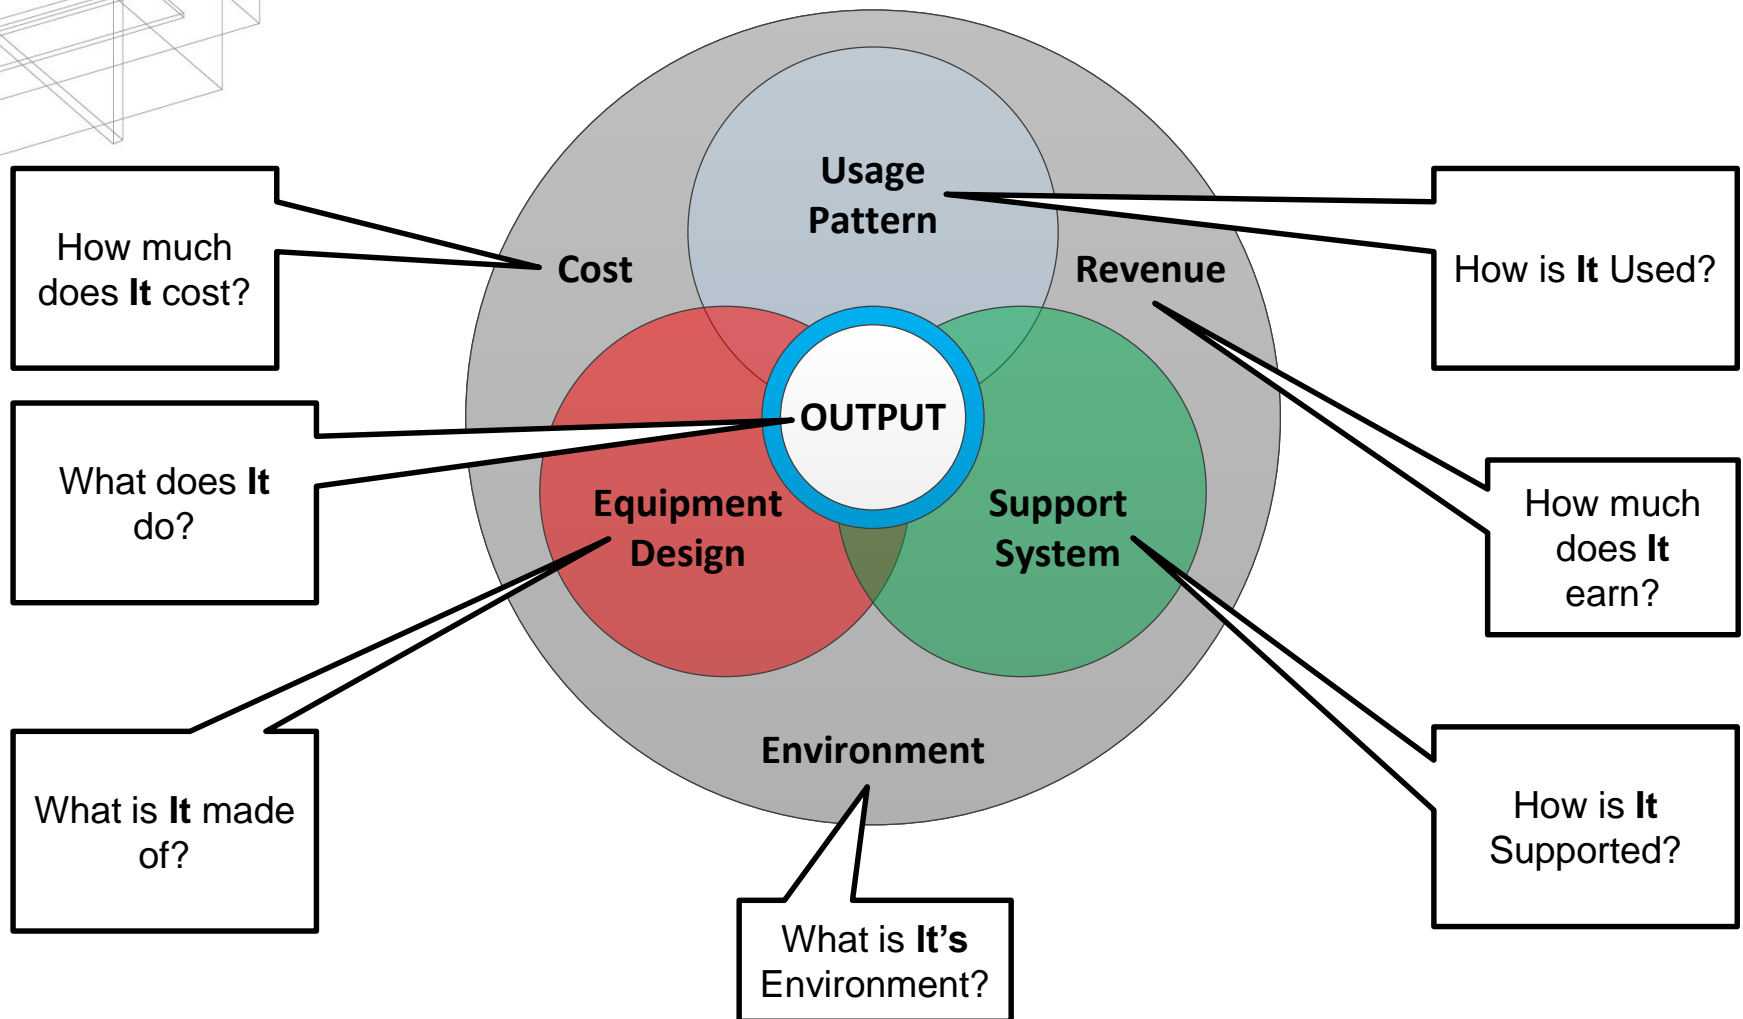 Usage
Pattern
How much
does It cost?
Cost
Revenue
How is It Used?
OUTPUT
What does It
do?
Equipment
Design
Support
System
How much
does It
earn?
Environment
What is It made
of?
How is It
Supported?
What is It's
Environment?